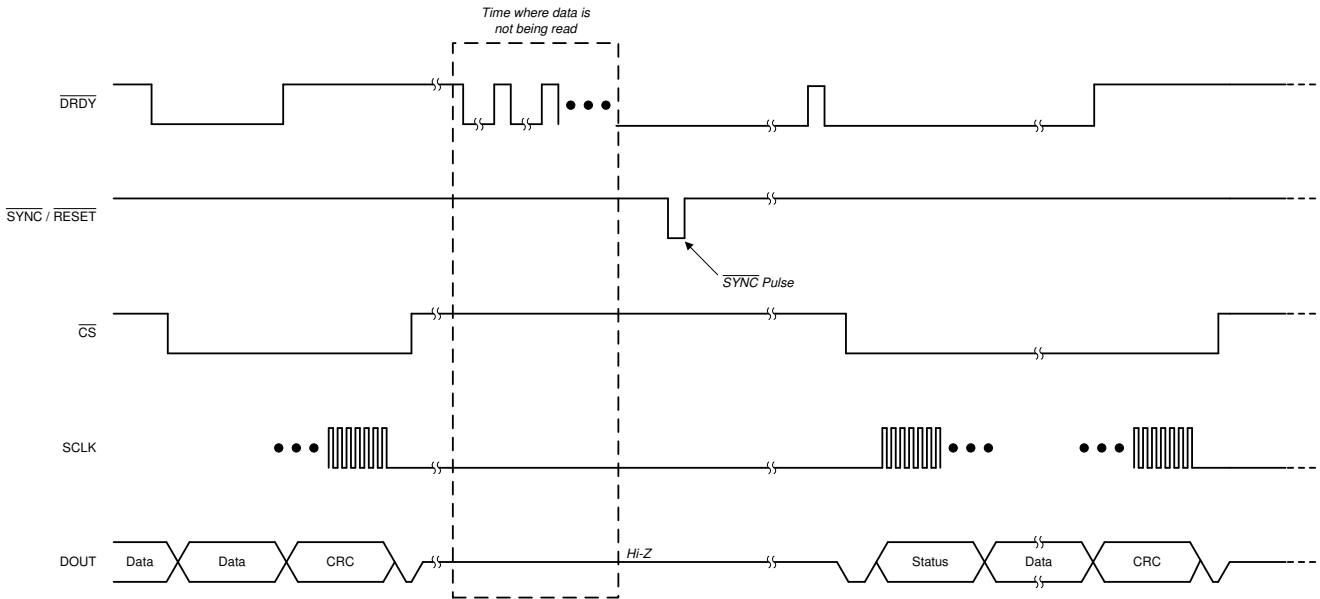 Time where data is
not being read
DRDY
SYNC / RESET
SYNC Pulse
CS
SCLK
DOUT
Data
Data
CRC
Hi-Z
Status
Data
CRC